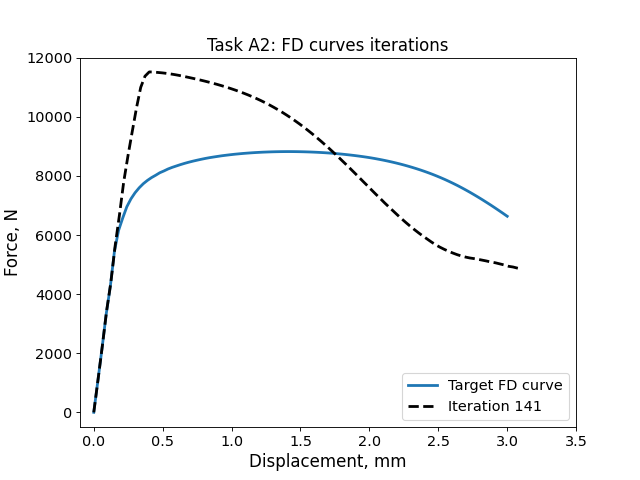 Task A2: FD curves iterations
12000
10000
8000
6000
4000
2000
0
Force, N
Target FD curve
Iteration 141
0.0 0.5 1.0 1.5 2.0 2.5 3.0 3.5
Displacement, mm